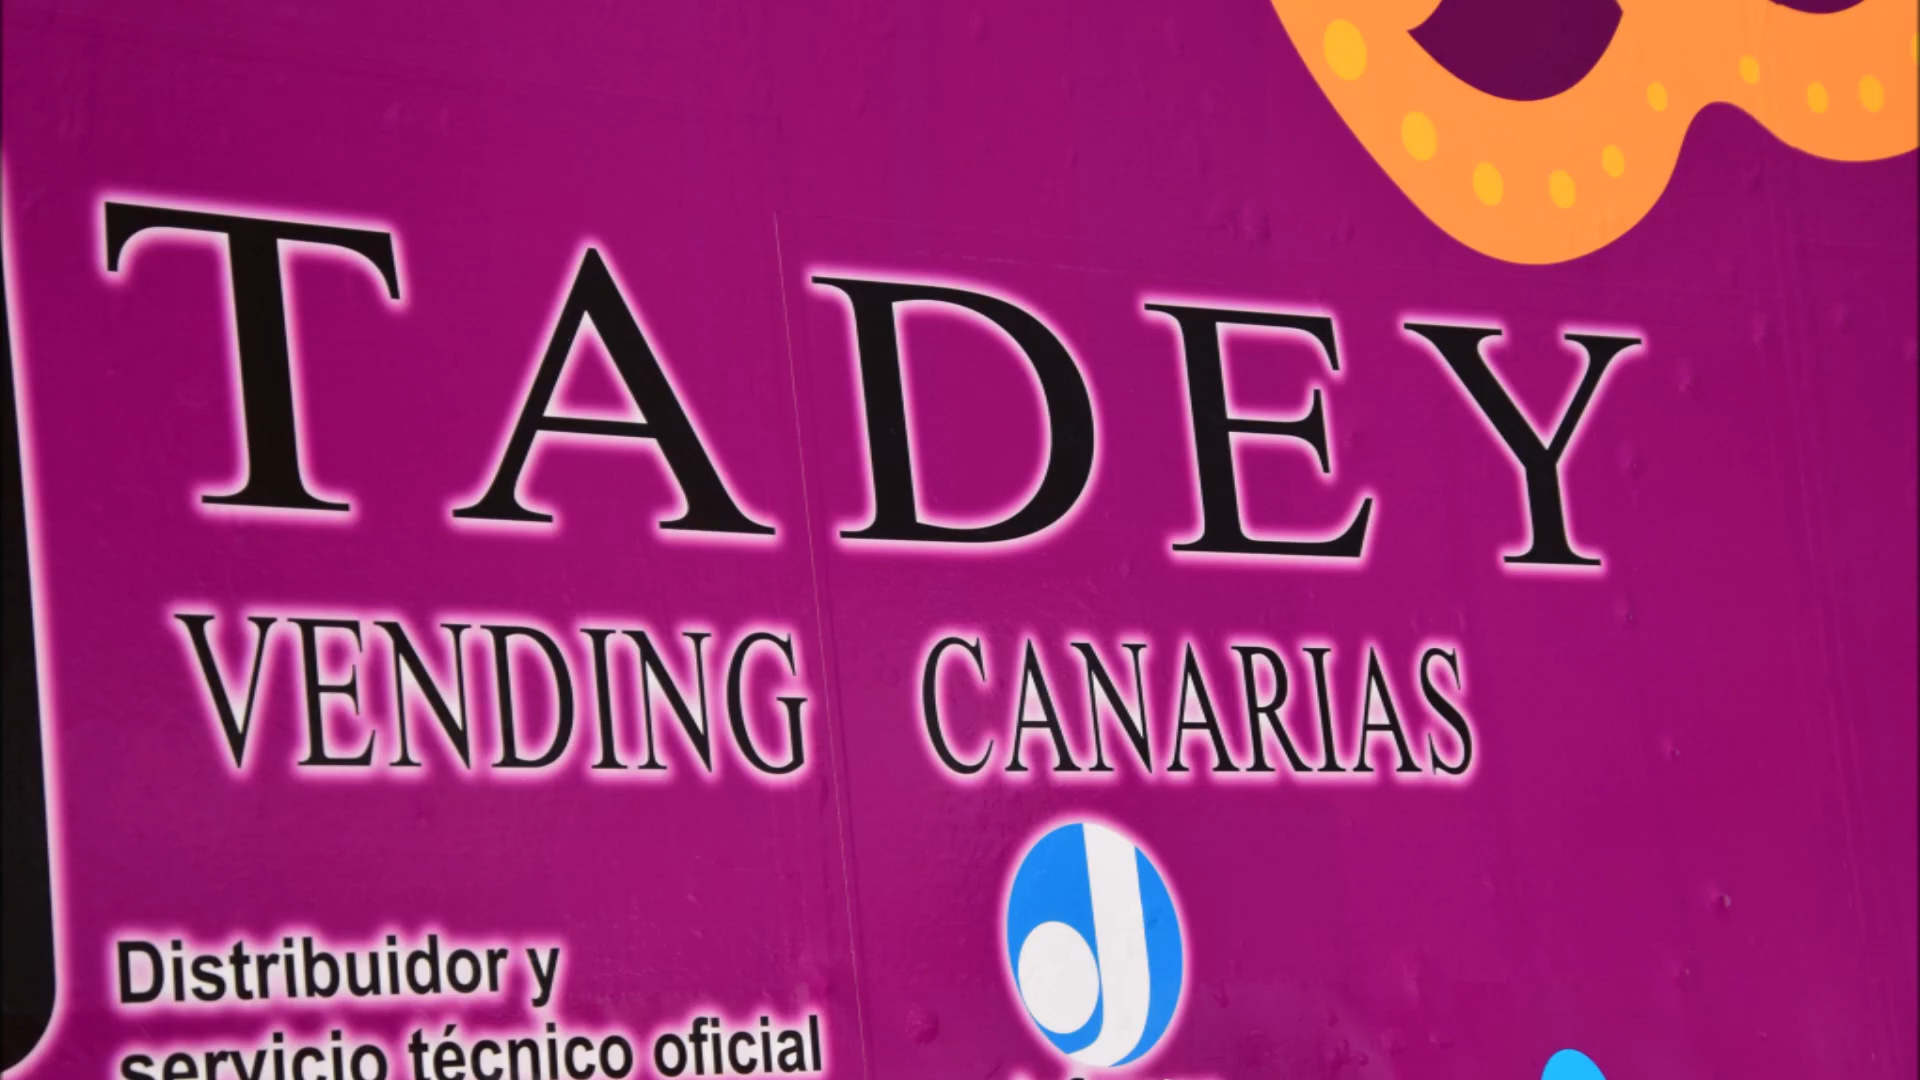 TADEY
VENDING CANARIAS
Distribuidor y
servicio técnico oficial